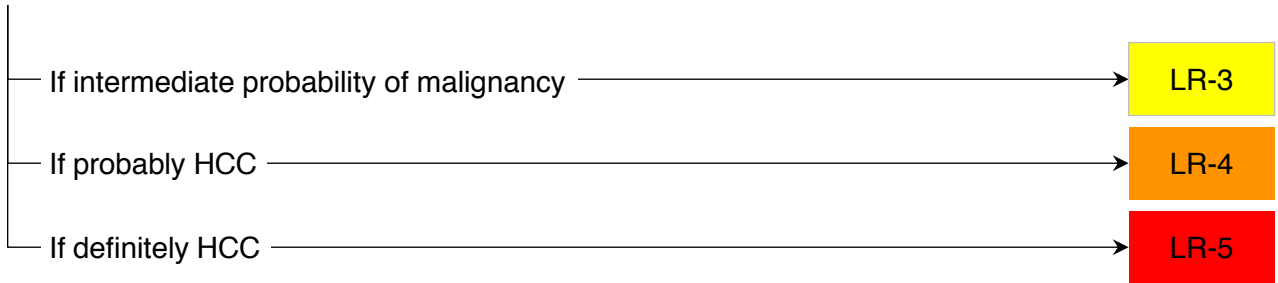 If intermediate probability of malignancy LR-3
If probably HCC LR-4
If definitely HCC LR-5